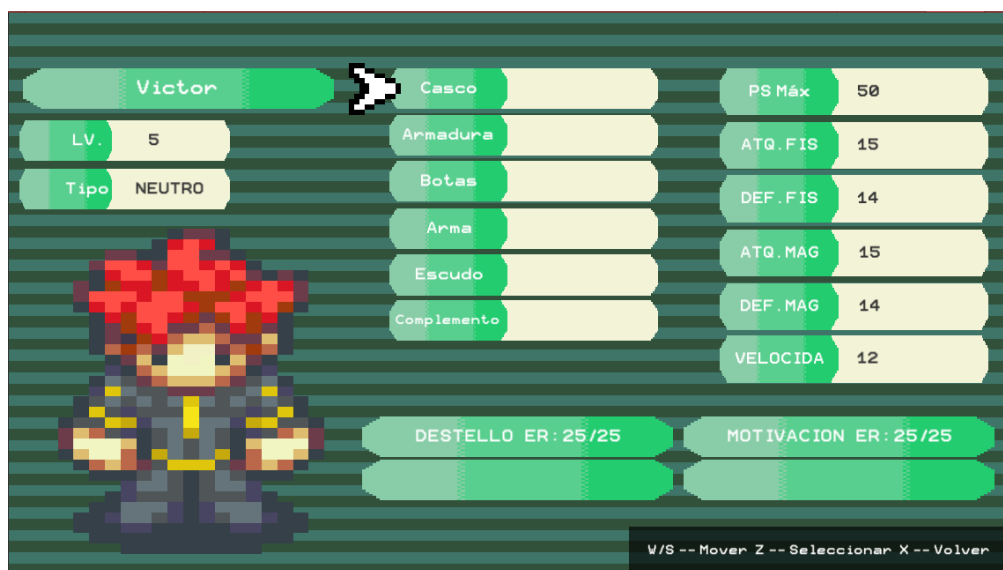 Victor
LV. 5
Tipo NEUTRO
Casco
Armadura
Botas
Arma
Escudo
Complemento
PS Máx 50
ATQ.FIS 15
DEF.FIS 14
ATQ.MAG 15
DEF.MAG 14
VELOCIDA 12
DESTELLO ER:25/25
MOTIVACION ER:25/25
W/S -- Mover Z -- Seleccionar X -- Volver